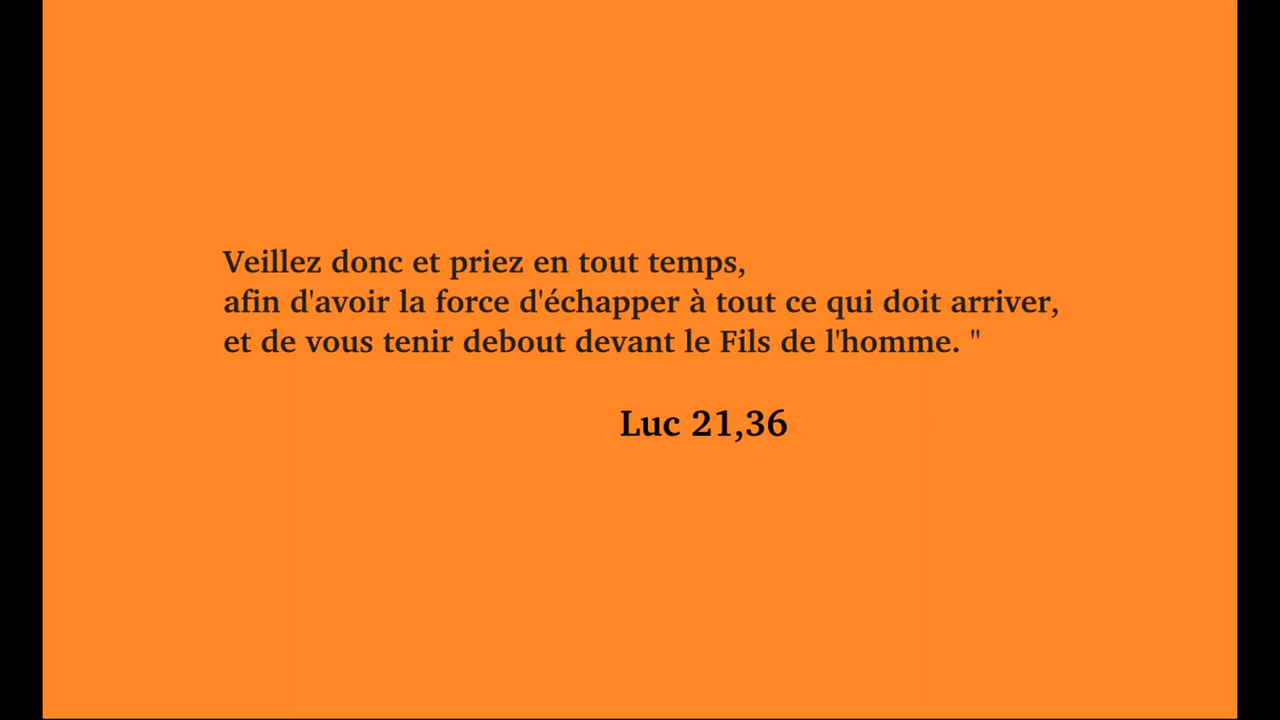 Veillez donc et priez en tout temps,
afin d'avoir la force d'échapper à tout ce qui doit arriver,
et de vous tenir debout devant le Fils de l'homme. "
Luc 21,36